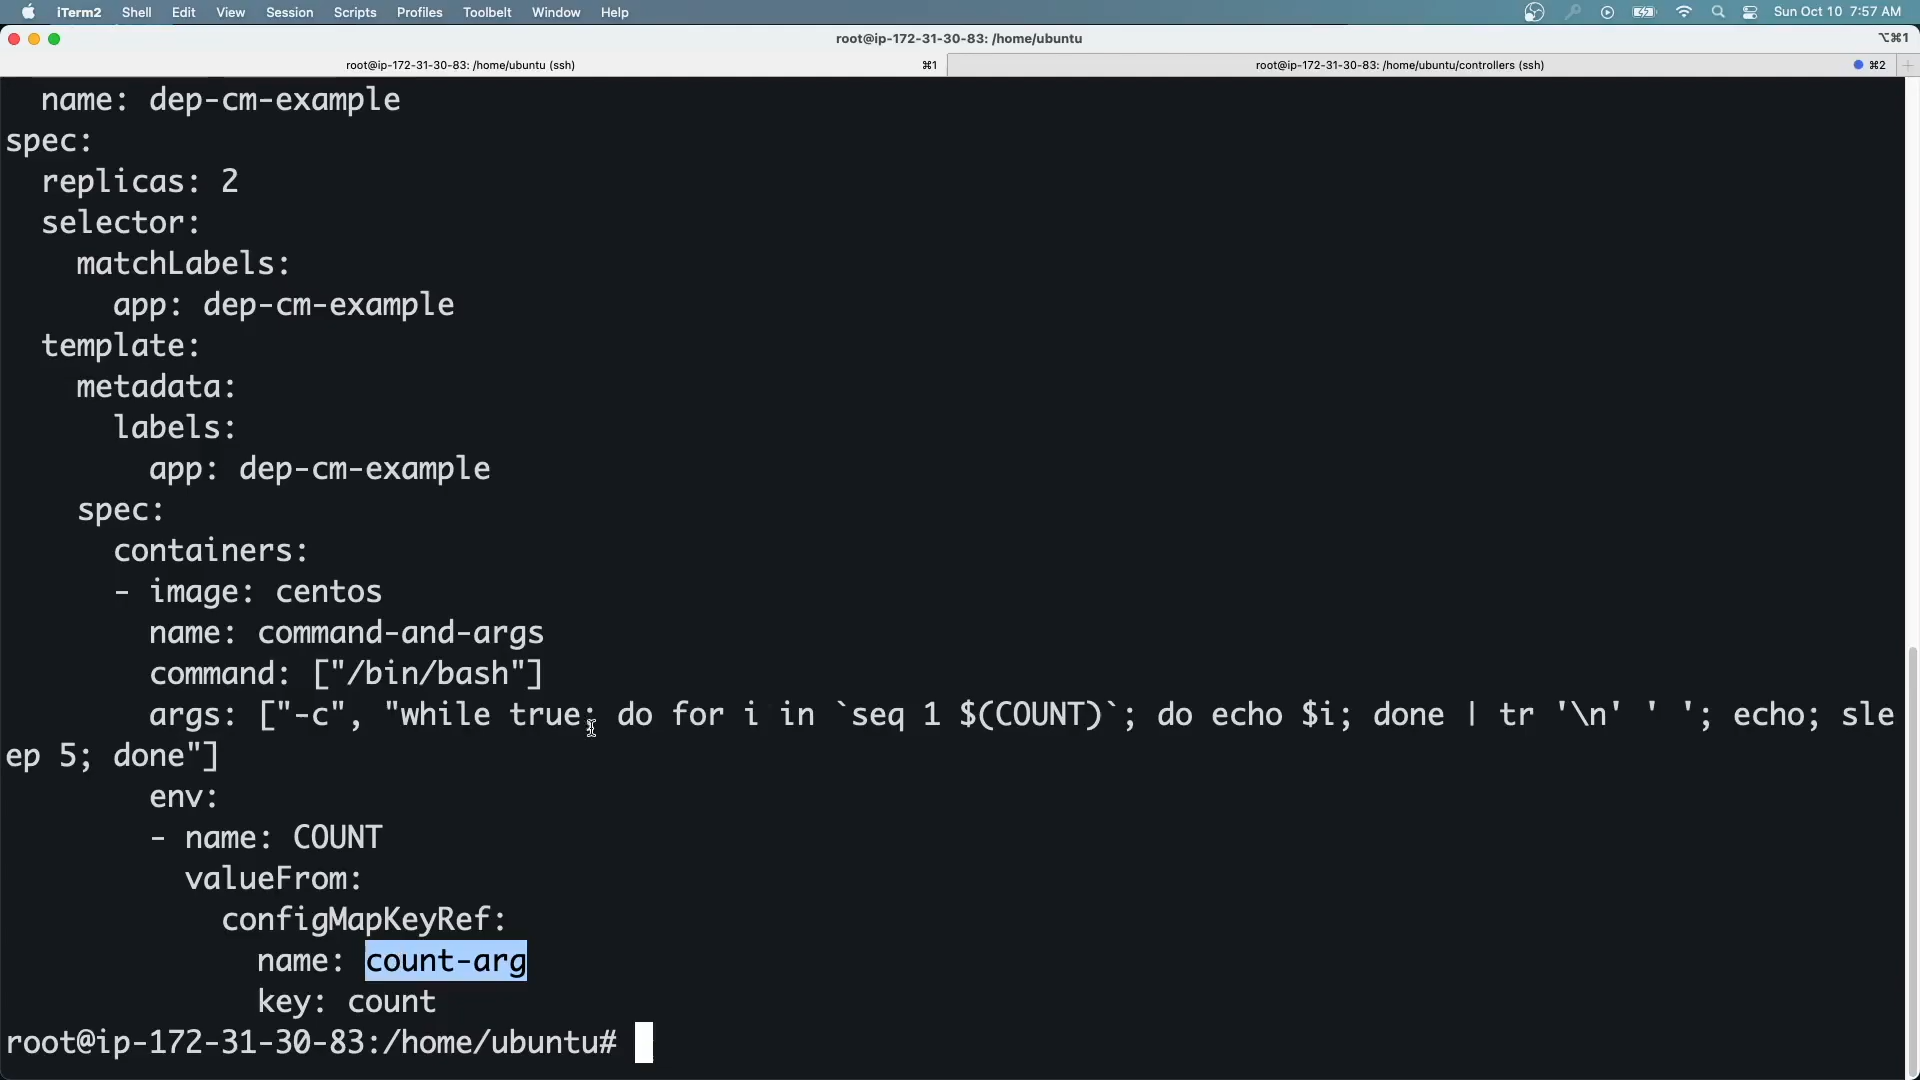 iTerm2 Shell Edit View Session Scripts Profiles Toolbelt Window Help Sun Oct 10 7:57 AM
root@ip-172-31-30-83: /home/ubuntu ⌥⌘1
root@ip-172-31-30-83: /home/ubuntu (ssh) ⌘1 root@ip-172-31-30-83: /home/ubuntu/controllers (ssh) ⌘2
  name: dep-cm-example
spec:
  replicas: 2
  selector:
    matchLabels:
      app: dep-cm-example
  template:
    metadata:
      labels:
        app: dep-cm-example
    spec:
      containers:
      - image: centos
        name: command-and-args
        command: ["/bin/bash"]
        args: ["-c", "while true; do for i in `seq 1 $(COUNT)`; do echo $i; done | tr '\n' ' '; echo; sle
ep 5; done"]
        env:
        - name: COUNT
          valueFrom:
            configMapKeyRef:
              name: count-arg
              key: count
root@ip-172-31-30-83:/home/ubuntu#